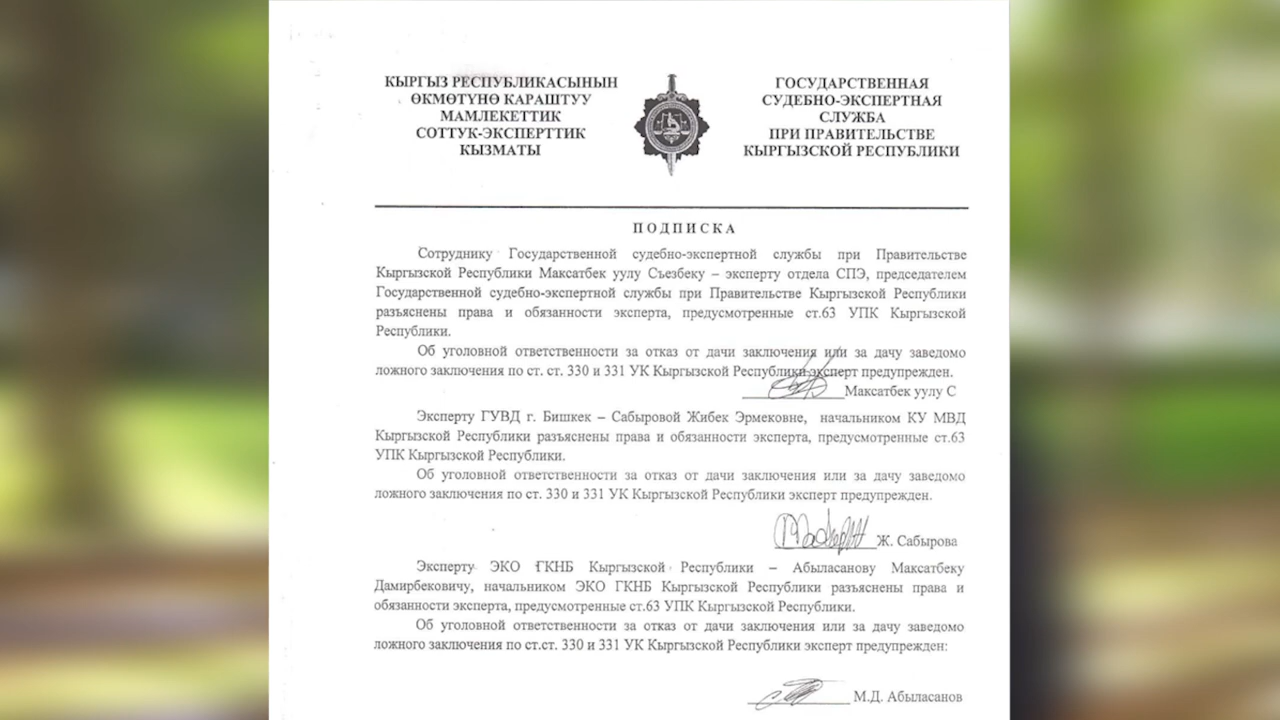 КЫРГЫЗ РЕСПУБЛИКАСЫНЫН
ӨКМӨТҮНӨ КАРАШТУУ
МАМЛЕКЕТТИК
СОТТУК-ЭКСПЕРТТИК
КЫЗМАТЫ
ГОСУДАРСТВЕННАЯ
СУДЕБНО-ЭКСПЕРТНАЯ
СЛУЖБА
ПРИ ПРАВИТЕЛЬСТВЕ
КЫРГЫЗСКОЙ РЕСПУБЛИКИ
ПОДПИСКА
Сотруднику Государственной судебно-экспертной службы при Правительстве
Кыргызской Республики Максатбек уулу Съезбеку – эксперту отдела СПЭ, председателем
Государственной судебно-экспертной службы при Правительстве Кыргызской Республики
разъяснены права и обязанности эксперта, предусмотренные ст.63 УПК Кыргызской
Республики.
Об уголовной ответственности за отказ от дачи заключения или за дачу заведомо
ложного заключения по ст. ст. 330 и 331 УК Кыргызской Республики эксперт предупрежден.
Максатбек уулу С
Эксперту ГУВД г. Бишкек – Сабыровой Жибек Эрмековне, начальником КУ МВД
Кыргызской Республики разъяснены права и обязанности эксперта, предусмотренные ст.63
УПК Кыргызской Республики.
Об уголовной ответственности за отказ от дачи заключения или за дачу заведомо
ложного заключения по ст. 330 и 331 УК Кыргызской Республики эксперт предупрежден.
Ж. Сабырова
Эксперту ЭКО ГКНБ Кыргызской Республики – Абыласанову Максатбеку
Дамирбековичу, начальником ЭКО ГКНБ Кыргызской Республики разъяснены права и
обязанности эксперта, предусмотренные ст.63 УПК Кыргызской Республики.
Об уголовной ответственности за отказ от дачи заключения или за дачу заведомо
ложного заключения по ст.ст. 330 и 331 УК Кыргызской Республики эксперт предупрежден:
М.Д. Абыласанов